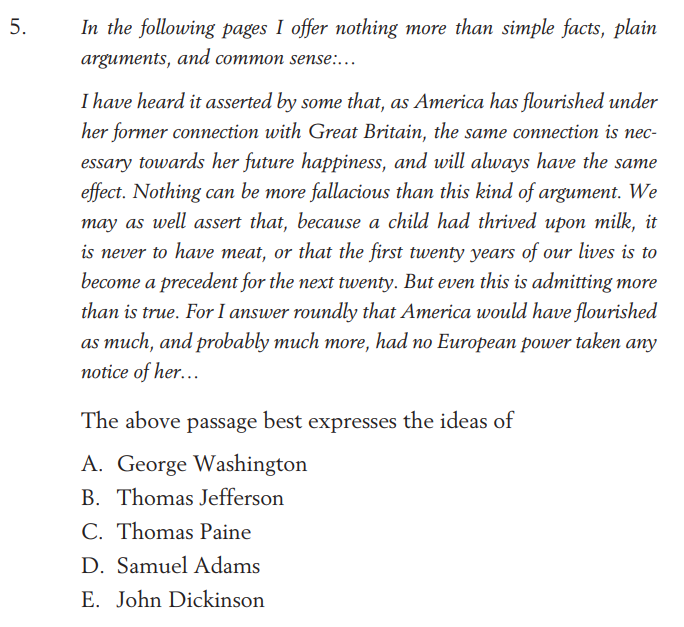 5. In the following pages I offer nothing more than simple facts, plain
arguments, and common sense:…
I have heard it asserted by some that, as America has flourished under
her former connection with Great Britain, the same connection is nec-
essary towards her future happiness, and will always have the same
effect. Nothing can be more fallacious than this kind of argument. We
may as well assert that, because a child had thrived upon milk, it
is never to have meat, or that the first twenty years of our lives is to
become a precedent for the next twenty. But even this is admitting more
than is true. For I answer roundly that America would have flourished
as much, and probably much more, had no European power taken any
notice of her…
The above passage best expresses the ideas of
A. George Washington
B. Thomas Jefferson
C. Thomas Paine
D. Samuel Adams
E. John Dickinson